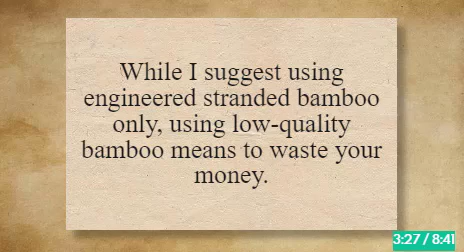 While I suggest using
engineered stranded bamboo
only, using low-quality
bamboo means to waste your
money.
3:27 / 8:41